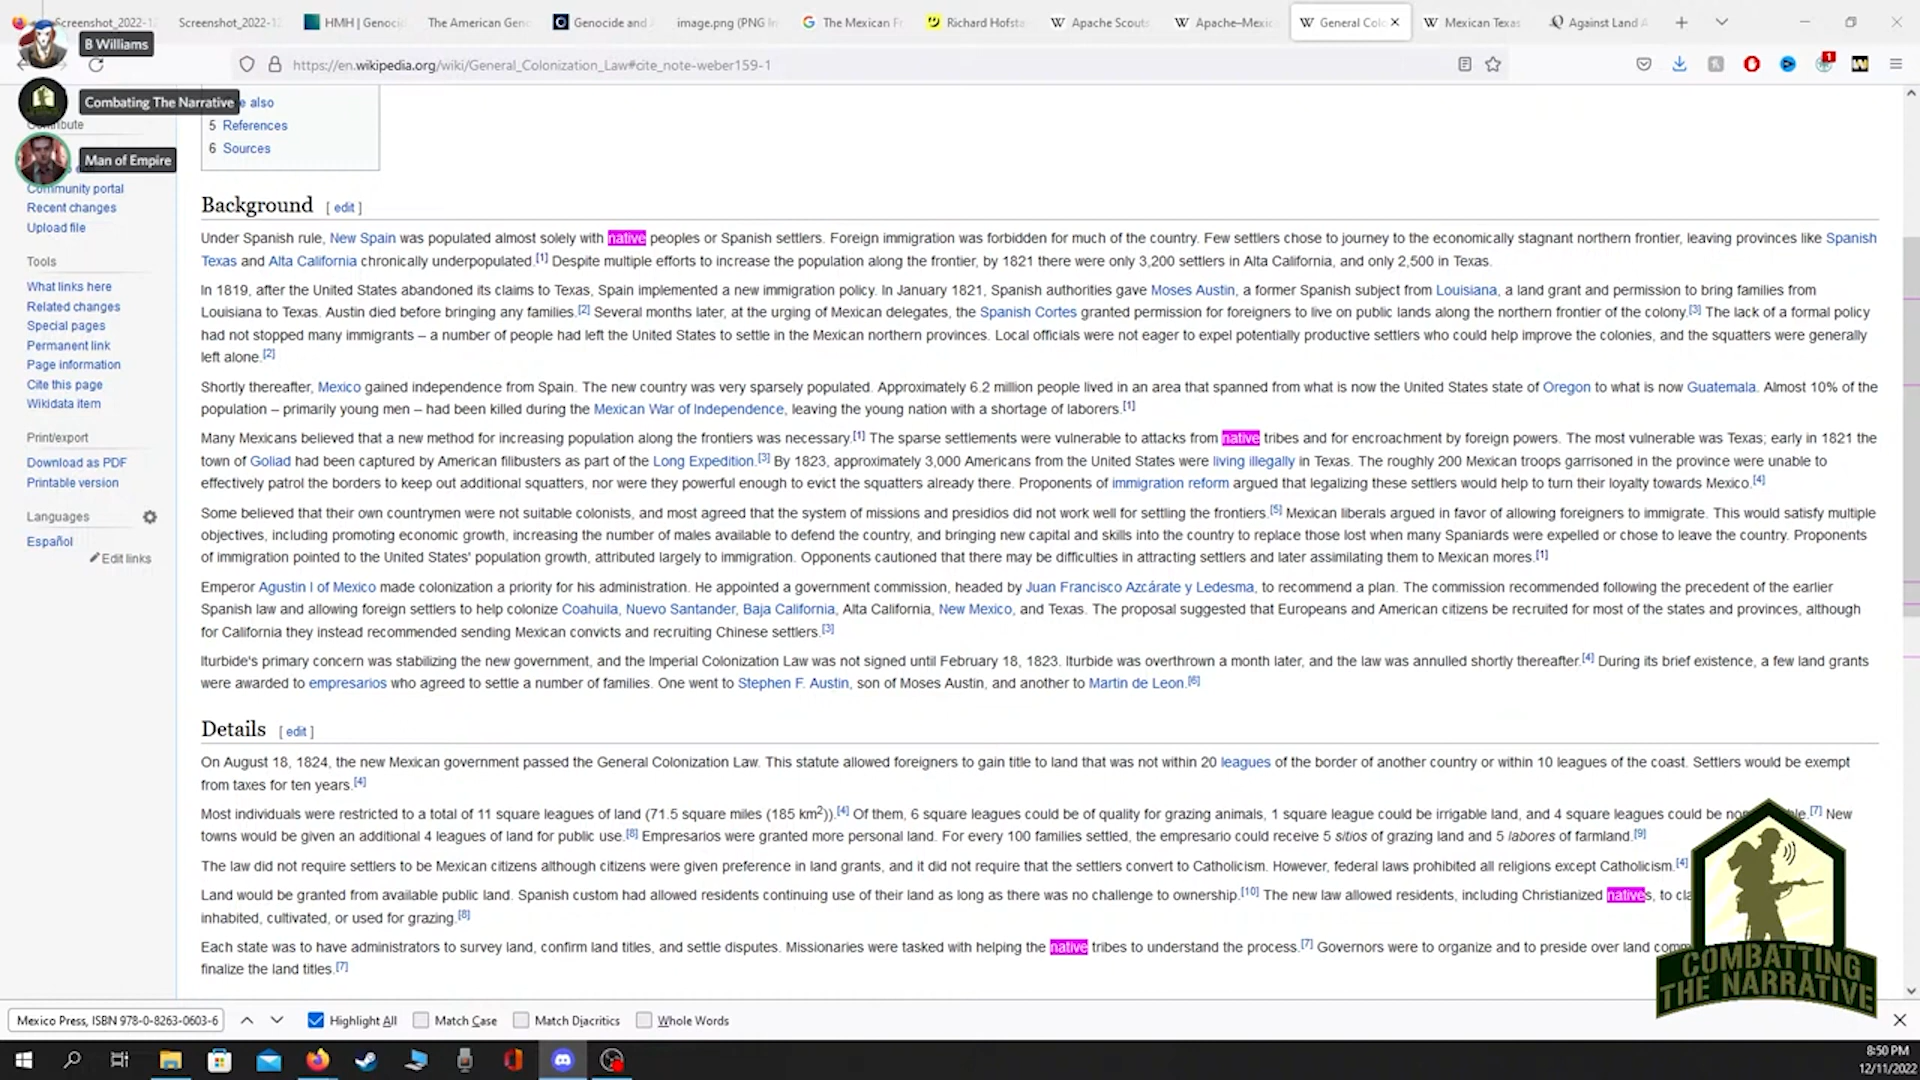 Screenshot_2022-12
Screenshot_2022-12
HMH | Genoci
The American Gen
Genocide and
image.png (PNG In
The Mexican F
Richard Hofsta
Apache Scouts
Apache–Mexic
General Colo
Mexican Texas
Against Land A
B Williams
https://en.wikipedia.org/wiki/General_Colonization_Law#cite_note-weber159-1
1
Combating The Narrative
e also
Contribute
5 References
6 Sources
Man of Empire
Community portal
Recent changes
Upload file
Tools
What links here
Related changes
Special pages
Permanent link
Page information
Cite this page
Wikidata item
Print/export
Download as PDF
Printable version
Languages
Español
Edit links
Background [ edit ]
Under Spanish rule, New Spain was populated almost solely with native peoples or Spanish settlers. Foreign immigration was forbidden for much of the country. Few settlers chose to journey to the economically stagnant northern frontier, leaving provinces like Spanish
Texas and Alta California chronically underpopulated.[1] Despite multiple efforts to increase the population along the frontier, by 1821 there were only 3,200 settlers in Alta California, and only 2,500 in Texas.
In 1819, after the United States abandoned its claims to Texas, Spain implemented a new immigration policy. In January 1821, Spanish authorities gave Moses Austin, a former Spanish subject from Louisiana, a land grant and permission to bring families from
Louisiana to Texas. Austin died before bringing any families.[2] Several months later, at the urging of Mexican delegates, the Spanish Cortes granted permission for foreigners to live on public lands along the northern frontier of the colony.[3] The lack of a formal policy
had not stopped many immigrants – a number of people had left the United States to settle in the Mexican northern provinces. Local officials were not eager to expel potentially productive settlers who could help improve the colonies, and the squatters were generally
left alone.[2]
Shortly thereafter, Mexico gained independence from Spain. The new country was very sparsely populated. Approximately 6.2 million people lived in an area that spanned from what is now the United States state of Oregon to what is now Guatemala. Almost 10% of the
population – primarily young men – had been killed during the Mexican War of Independence, leaving the young nation with a shortage of laborers.[1]
Many Mexicans believed that a new method for increasing population along the frontiers was necessary.[1] The sparse settlements were vulnerable to attacks from native tribes and for encroachment by foreign powers. The most vulnerable was Texas; early in 1821 the
town of Goliad had been captured by American filibusters as part of the Long Expedition.[3] By 1823, approximately 3,000 Americans from the United States were living illegally in Texas. The roughly 200 Mexican troops garrisoned in the province were unable to
effectively patrol the borders to keep out additional squatters, nor were they powerful enough to evict the squatters already there. Proponents of immigration reform argued that legalizing these settlers would help to turn their loyalty towards Mexico.[4]
Some believed that their own countrymen were not suitable colonists, and most agreed that the system of missions and presidios did not work well for settling the frontiers.[5] Mexican liberals argued in favor of allowing foreigners to immigrate. This would satisfy multiple
objectives, including promoting economic growth, increasing the number of males available to defend the country, and bringing new capital and skills into the country to replace those lost when many Spaniards were expelled or chose to leave the country. Proponents
of immigration pointed to the United States' population growth, attributed largely to immigration. Opponents cautioned that there may be difficulties in attracting settlers and later assimilating them to Mexican mores.[1]
Emperor Agustin I of Mexico made colonization a priority for his administration. He appointed a government commission, headed by Juan Francisco Azcárate y Ledesma, to recommend a plan. The commission recommended following the precedent of the earlier
Spanish law and allowing foreign settlers to help colonize Coahuila, Nuevo Santander, Baja California, Alta California, New Mexico, and Texas. The proposal suggested that Europeans and American citizens be recruited for most of the states and provinces, although
for California they instead recommended sending Mexican convicts and recruiting Chinese settlers.[3]
Iturbide's primary concern was stabilizing the new government, and the Imperial Colonization Law was not signed until February 18, 1823. Iturbide was overthrown a month later, and the law was annulled shortly thereafter.[4] During its brief existence, a few land grants
were awarded to empresarios who agreed to settle a number of families. One went to Stephen F. Austin, son of Moses Austin, and another to Martin de Leon.[6]
Details [ edit ]
On August 18, 1824, the new Mexican government passed the General Colonization Law. This statute allowed foreigners to gain title to land that was not within 20 leagues of the border of another country or within 10 leagues of the coast. Settlers would be exempt
from taxes for ten years.[4]
Most individuals were restricted to a total of 11 square leagues of land (71.5 square miles (185 km2)).[4] Of them, 6 square leagues could be of quality for grazing animals, 1 square league could be irrigable land, and 4 square leagues could be non le.[7] New
towns would be given an additional 4 leagues of land for public use.[8] Empresarios were granted more personal land. For every 100 families settled, the empresario could receive 5 sitios of grazing land and 5 labores of farmland.[9]
The law did not require settlers to be Mexican citizens although citizens were given preference in land grants, and it did not require that the settlers convert to Catholicism. However, federal laws prohibited all religions except Catholicism.[4]
Land would be granted from available public land. Spanish custom had allowed residents continuing use of their land as long as there was no challenge to ownership.[10] The new law allowed residents, including Christianized natives, to cla
inhabited, cultivated, or used for grazing.[8]
Each state was to have administrators to survey land, confirm land titles, and settle disputes. Missionaries were tasked with helping the native tribes to understand the process.[7] Governors were to organize and to preside over land com
finalize the land titles.[7]
COMBATTING
THE NARRATIVE
Mexico Press, ISBN 978-0-8263-0603-6
Highlight All
Match Case
Match Diacritics
Whole Words
8:50 PM
12/11/2022